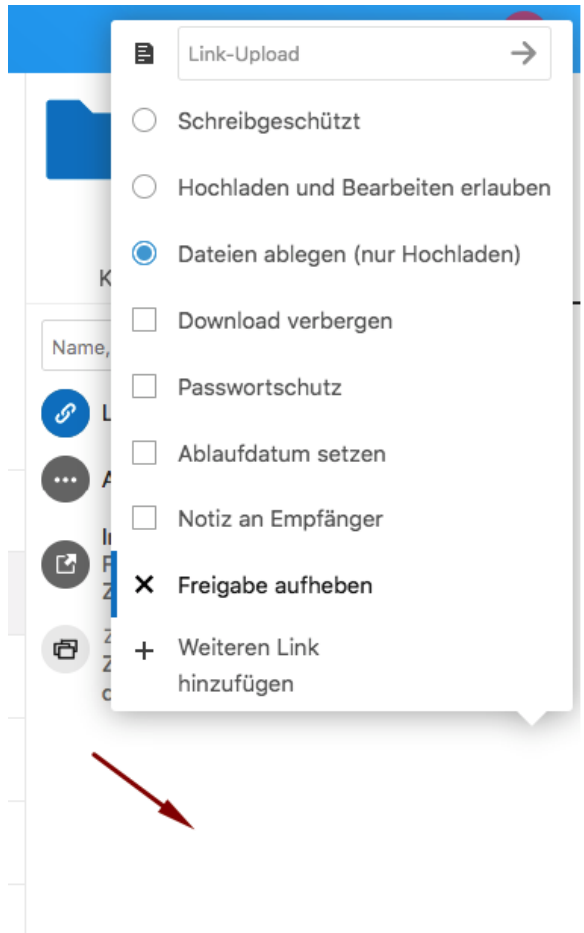 Link-Upload
Schreibgeschützt
Hochladen und Bearbeiten erlauben
Dateien ablegen (nur Hochladen)
K
Download verbergen
Name,
Passwortschutz
L
Ablaufdatum setzen
A
Notiz an Empfänger
Freigabe aufheben
Weiteren Link
hinzufügen